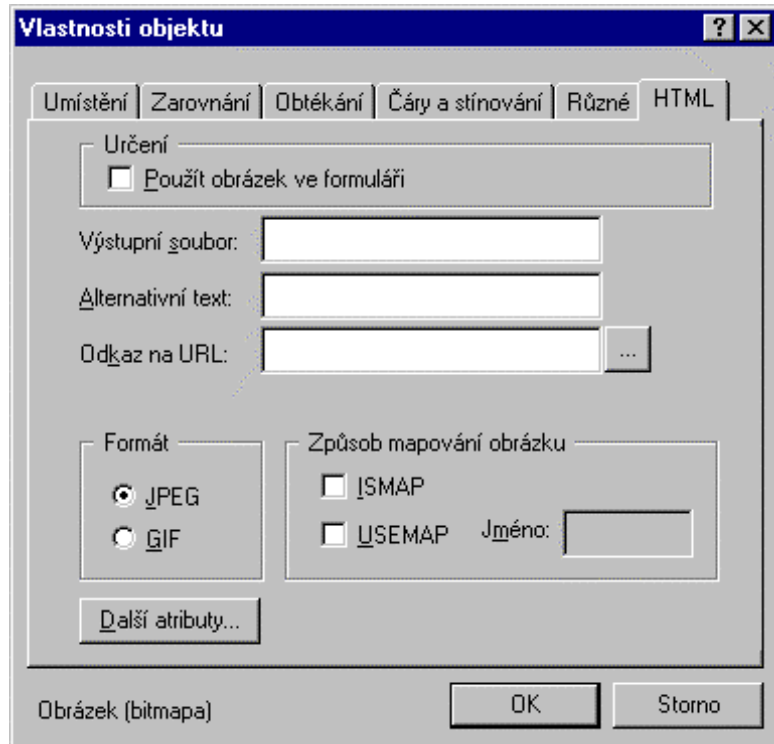 Vlastnosti objektu
Umístění Zarovnání Obtékání Čáry a stínování Různé HTML
Určení
Použít obrázek ve formuláři
Výstupní soubor:
Alternativní text:
Odkaz na URL: ...
Formát
JPEG
GIF
Způsob mapování obrázku
ISMAP
USEMAP Jméno:
Další atributy...
Obrázek (bitmapa) OK Storno